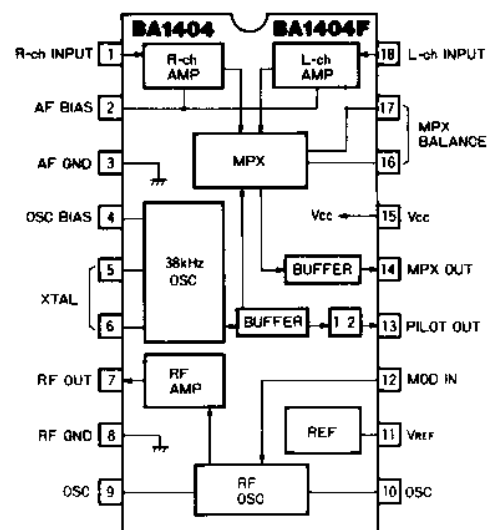 BA1404 BA1404F
R-ch INPUT 1 R-ch AMP L-ch AMP 18 L-ch INPUT
AF BIAS 2 17
MPX BALANCE
AF GND 3 MPX 16
OSC BIAS 4 Vcc 15 Vcc
XTAL 5 38kHz OSC BUFFER 14 MPX OUT
6 BUFFER 1 2 13 PILOT OUT
RF OUT 7 RF AMP 12 MOD IN
RF GND 8 REF 11 VREF
OSC 9 RF OSC 10 OSC